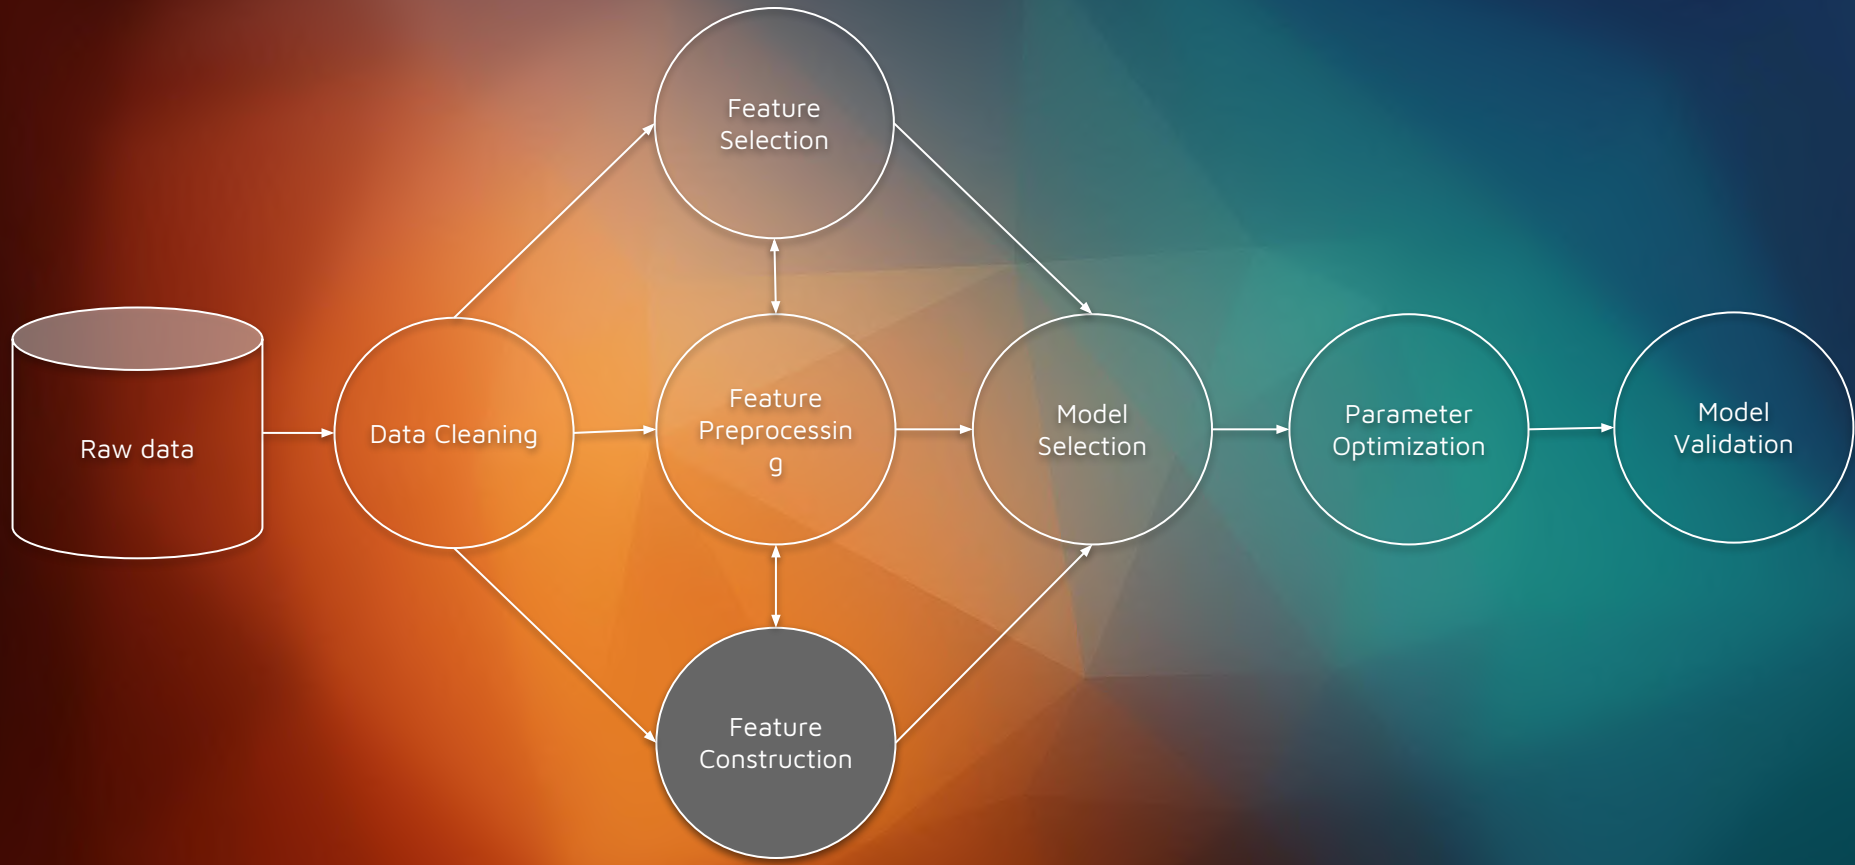 Feature
Selection
Raw data
Data Cleaning
Feature
Preprocessin
g
Model
Selection
Parameter
Optimization
Model
Validation
Feature
Construction